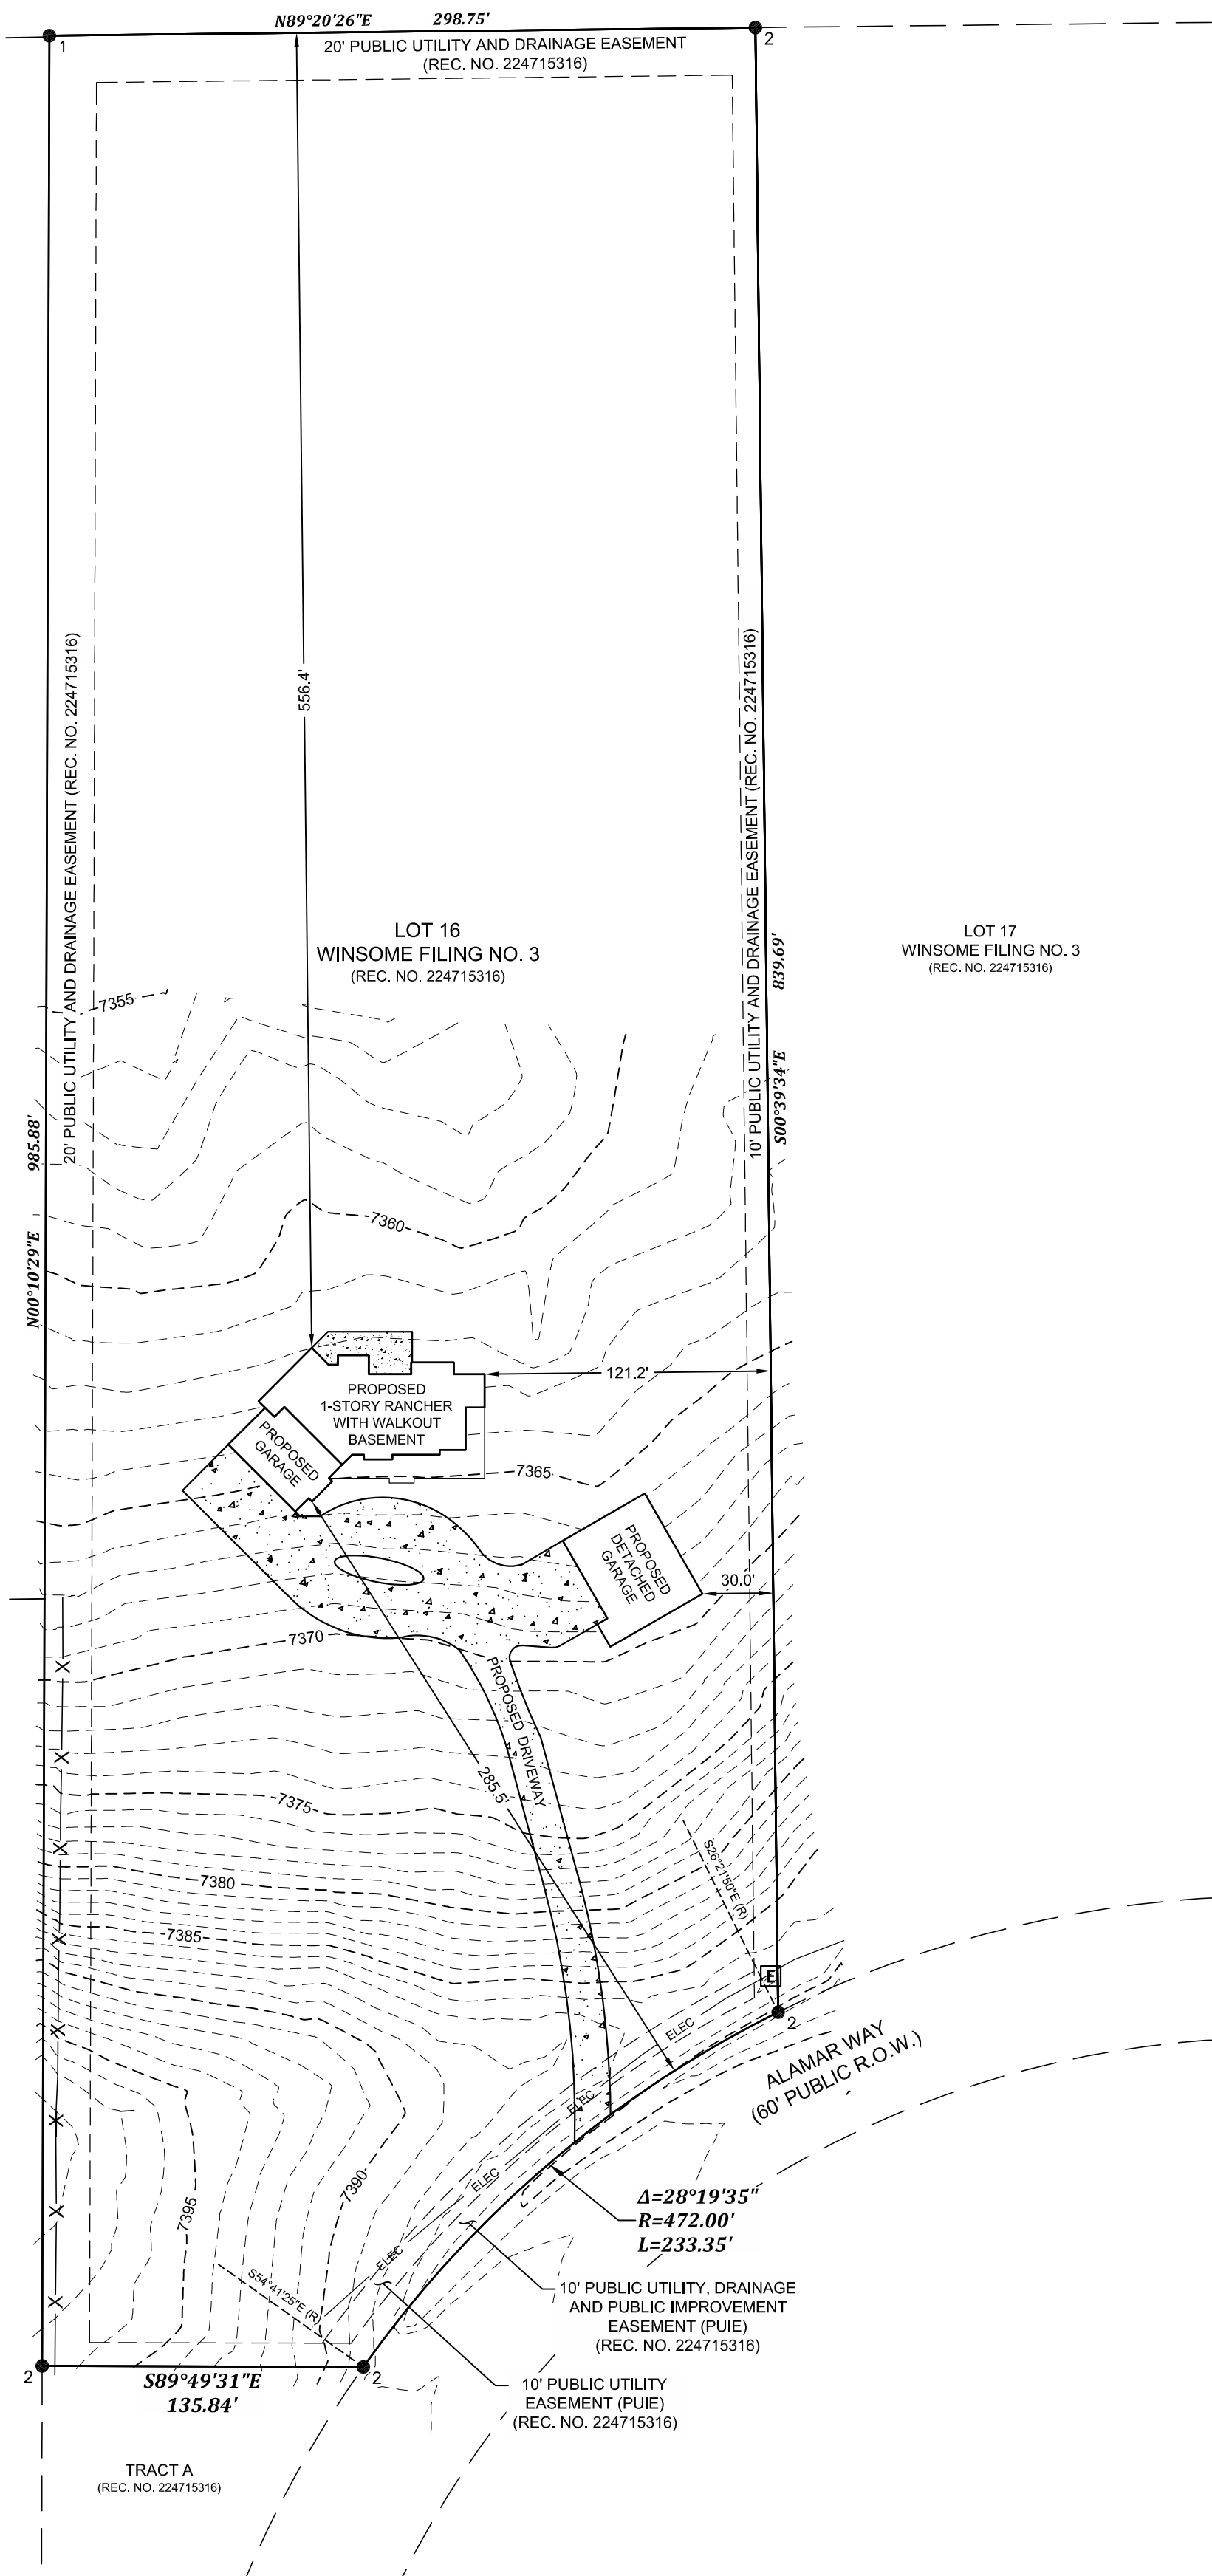 N89°20'26"E 298.75'
1
2
20' PUBLIC UTILITY AND DRAINAGE EASEMENT
(REC. NO. 224715316)
556.4'
20' PUBLIC UTILITY AND DRAINAGE EASEMENT (REC. NO. 224715316)
10' PUBLIC UTILITY AND DRAINAGE EASEMENT (REC. NO. 224715316)
LOT 16
WINSOME FILING NO. 3
(REC. NO. 224715316)
LOT 17
WINSOME FILING NO. 3
(REC. NO. 224715316)
839.69'
S00°39'34"E
7355
985.88'
N00°10'29"E
7360
121.2'
PROPOSED
1-STORY RANCHER
WITH WALKOUT
BASEMENT
PROPOSED
GARAGE
7365
PROPOSED
DETACHED
GARAGE
30.0'
7370
PROPOSED DRIVEWAY
285.5'
7375
S26°21'50"E (R)
7380
7385
E
2
ELEC
ALAMAR WAY
(60' PUBLIC R.O.W.)
ELEC
ELEC
7390
7395
Δ=28°19'35"
R=472.00'
L=233.35'
ELEC
S54°41'25"E (R)
10' PUBLIC UTILITY, DRAINAGE
AND PUBLIC IMPROVEMENT
EASEMENT (PUIE)
(REC. NO. 224715316)
2
2
S89°49'31"E
135.84'
10' PUBLIC UTILITY
EASEMENT (PUIE)
(REC. NO. 224715316)
TRACT A
(REC. NO. 224715316)